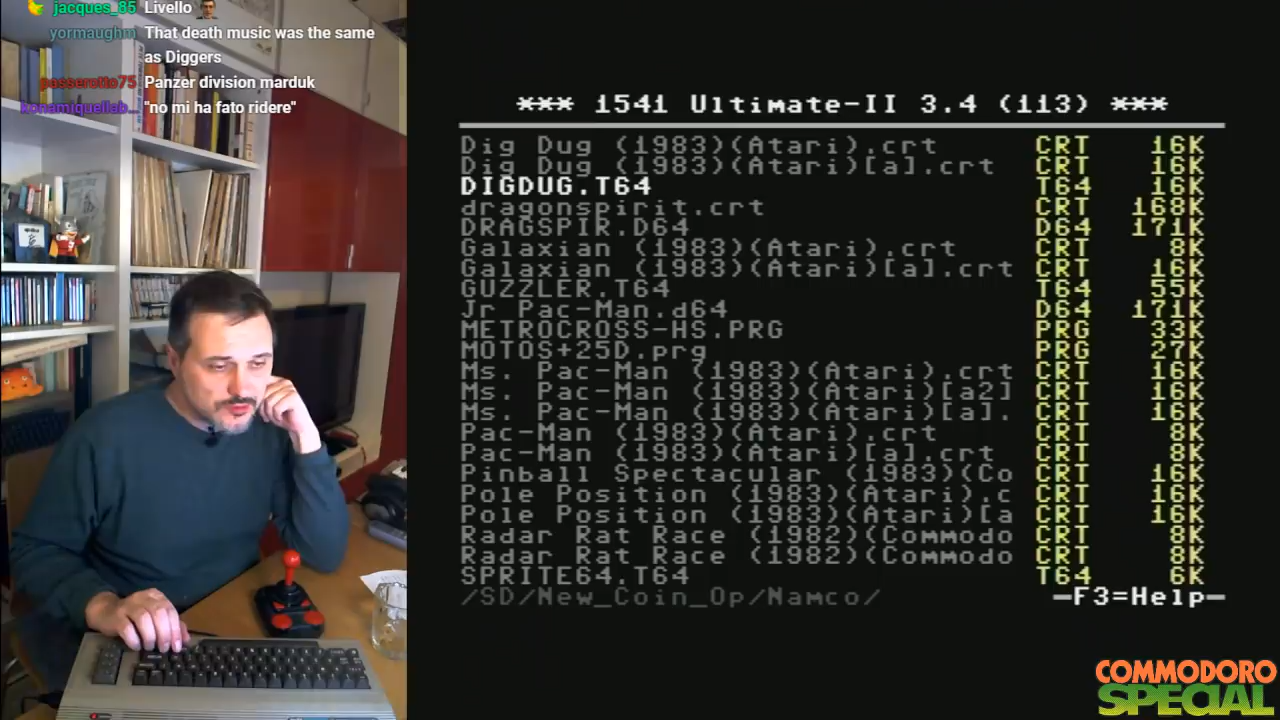 jacques_85 Livello
yormaughm That death music was the same
as Diggers
passerotto75 Panzer division marduk
konamiquellab... "no mi ha fato ridere"
*** 1541 Ultimate-II 3.4 (113) ***
Dig Dug (1983)(Atari).crt CRT 16K
Dig Dug (1983)(Atari)[a].crt CRT 16K
DIGDUG.T64 T64 16K
dragonspirit.crt CRT 168K
DRAGSPIR.D64 D64 171K
Galaxian (1983)(Atari).crt CRT 8K
Galaxian (1983)(Atari)[a].crt CRT 16K
GUZZLER.T64 T64 55K
Jr Pac-Man.d64 D64 171K
METROCROSS-HS.PRG PRG 33K
MOTOS+25D.prg PRG 27K
Ms. Pac-Man (1983)(Atari).crt CRT 16K
Ms. Pac-Man (1983)(Atari)[a2] CRT 16K
Ms. Pac-Man (1983)(Atari)[a]. CRT 16K
Pac-Man (1983)(Atari).crt CRT 8K
Pac-Man (1983)(Atari)[a].crt CRT 8K
Pinball Spectacular (1983)(Co CRT 16K
Pole Position (1983)(Atari).c CRT 16K
Pole Position (1983)(Atari)[a CRT 16K
Radar Rat Race (1982)(Commodo CRT 8K
Radar Rat Race (1982)(Commodo CRT 8K
SPRITE64.T64 T64 6K
/SD/New_Coin_Op/Namco/ —F3=Help—
COMMODORO
SPECIAL